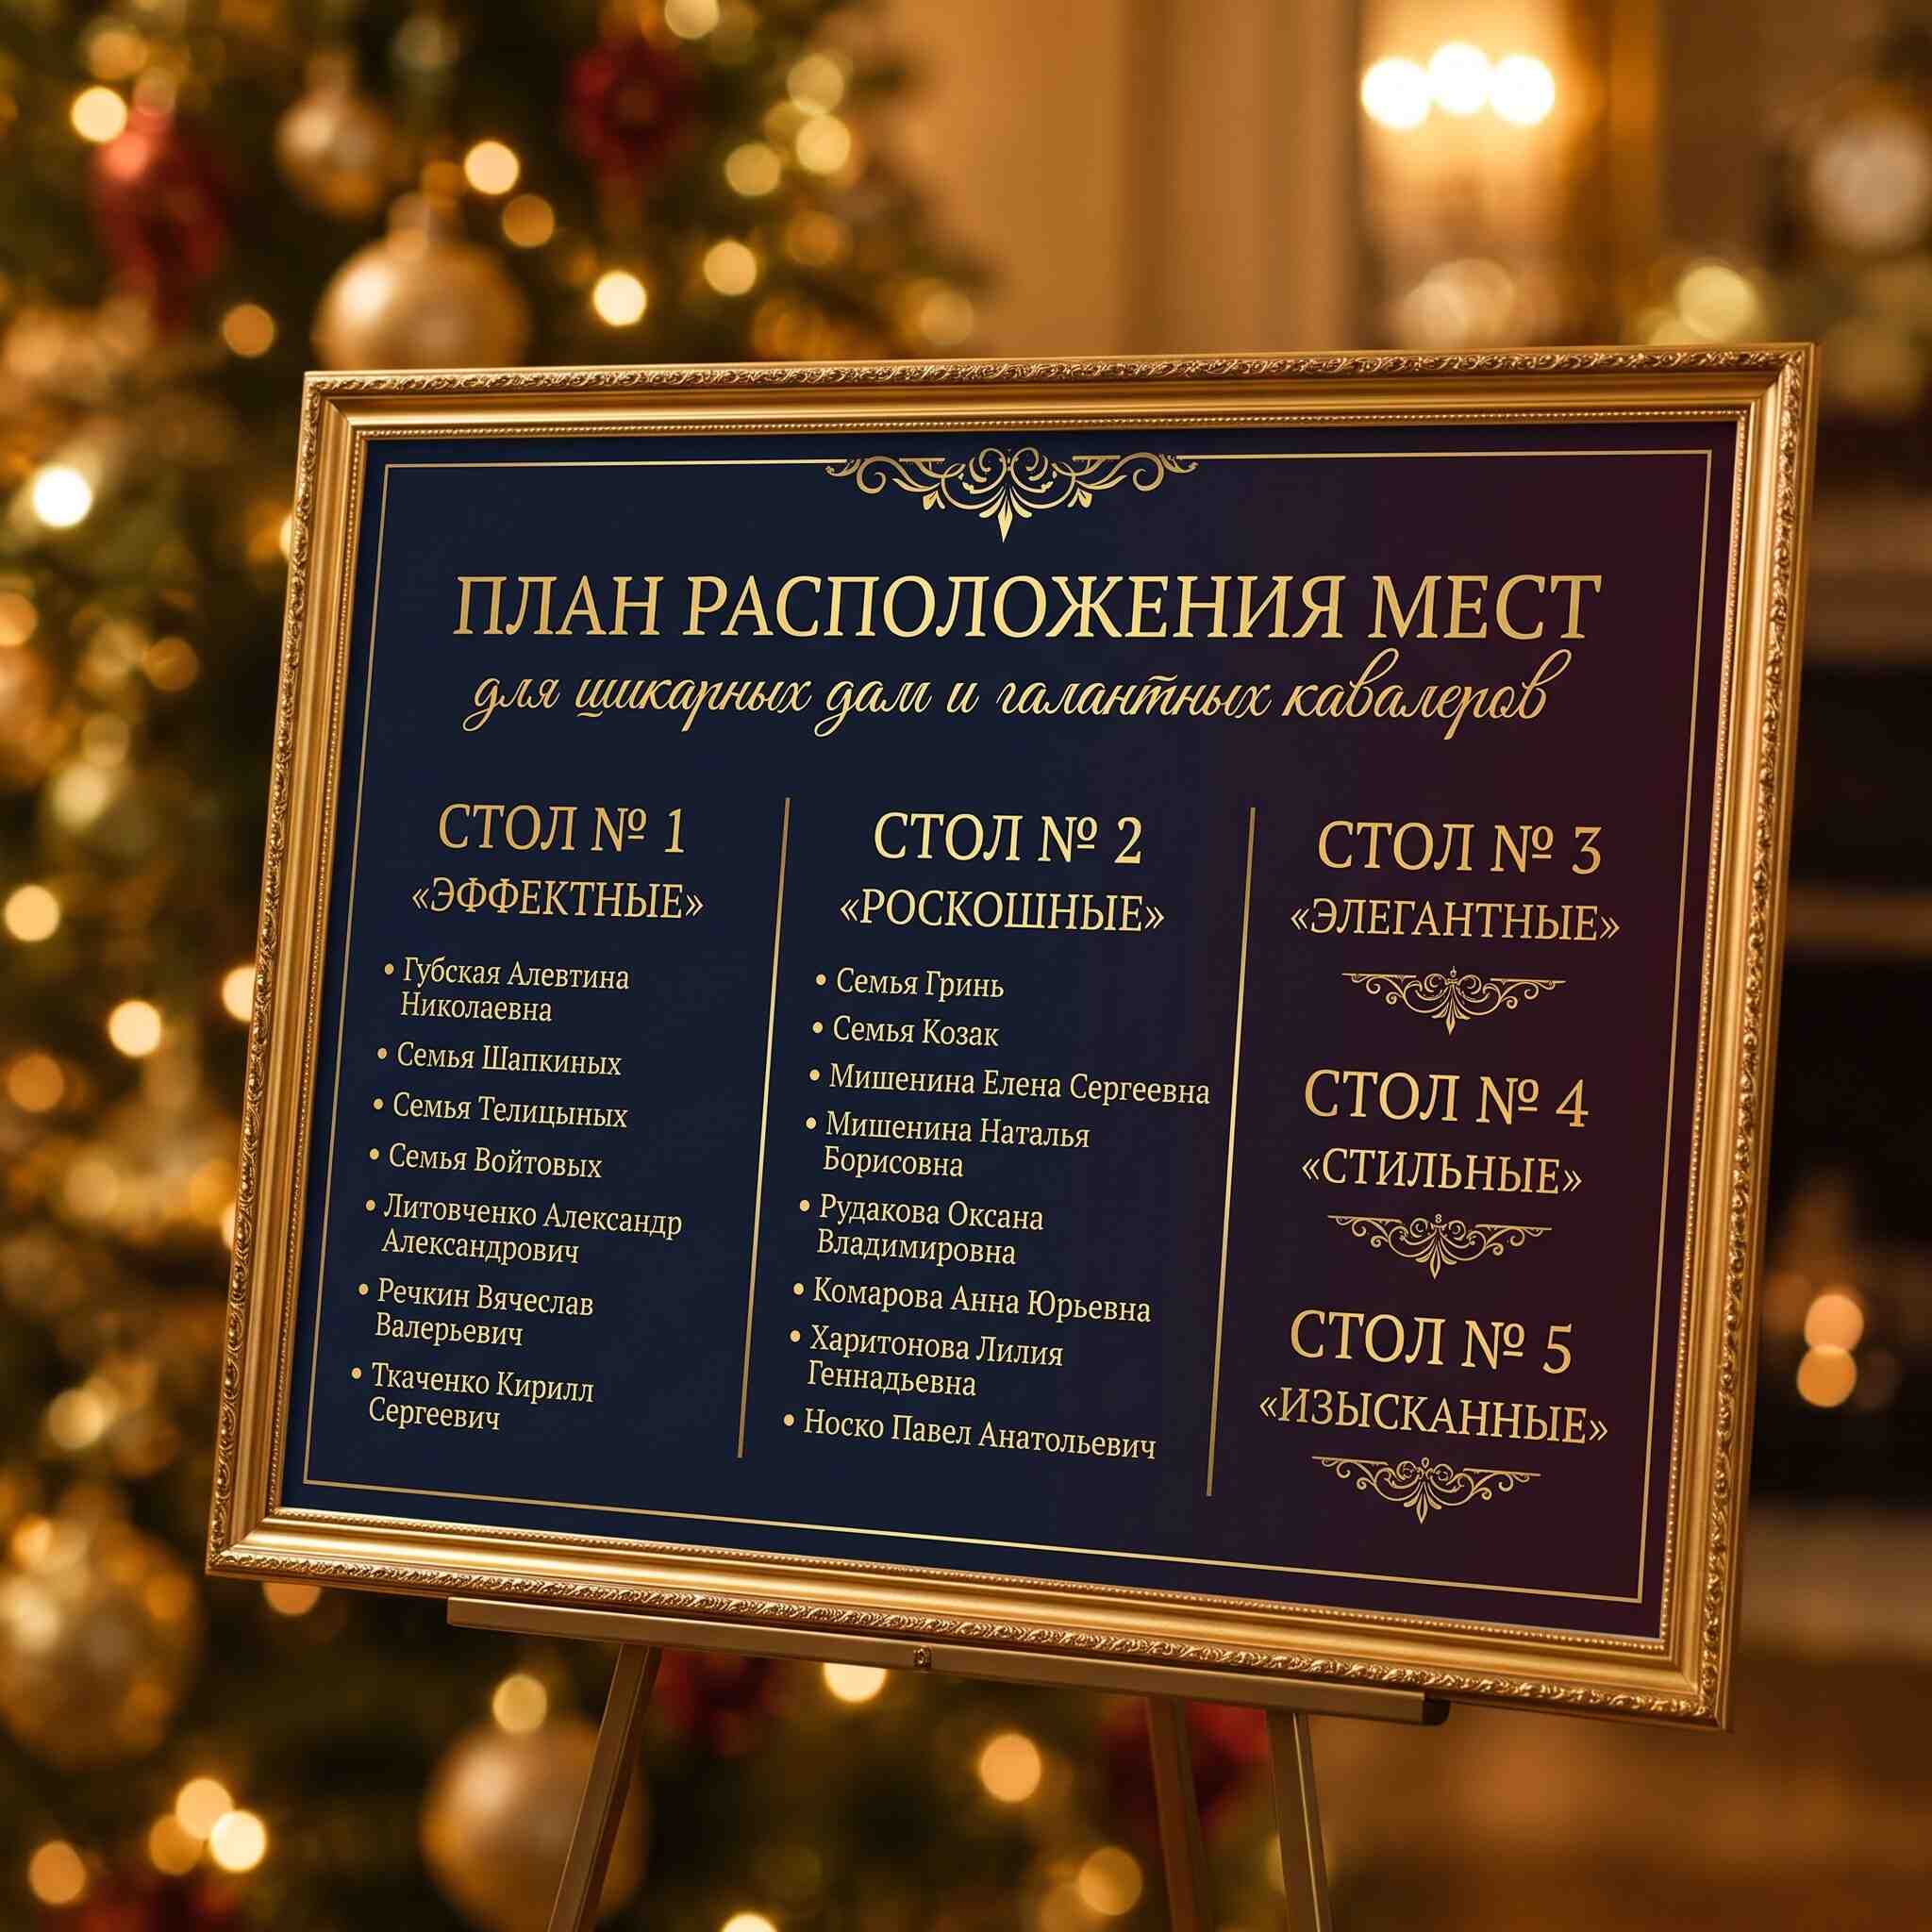 ПЛАН РАСПОЛОЖЕНИЯ МЕСТ
для шикарных дам и галантных кавалеров
СТОЛ № 1
«ЭФФЕКТНЫЕ»
• Губская Алевтина
Николаевна
• Семья Шапкиных
• Семья Телицыных
• Семья Войтовых
• Литовченко Александр
Александрович
• Речкин Вячеслав
Валерьевич
• Ткаченко Кирилл
Сергеевич
СТОЛ № 2
«РОСКОШНЫЕ»
• Семья Гринь
• Семья Козак
• Мишенина Елена Сергеевна
• Мишенина Наталья
Борисовна
• Рудакова Оксана
Владимировна
• Комарова Анна Юрьевна
• Харитонова Лилия
Геннадьевна
• Носко Павел Анатольевич
СТОЛ № 3
«ЭЛЕГАНТНЫЕ»
СТОЛ № 4
«СТИЛЬНЫЕ»
СТОЛ № 5
«ИЗЫСКАННЫЕ»